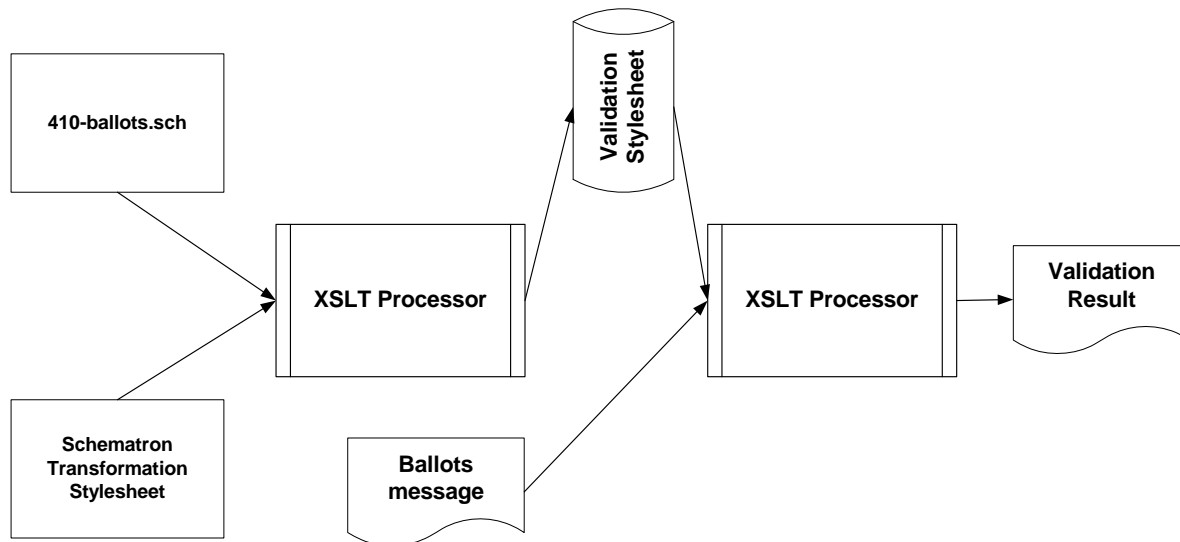 410-ballots.sch
Validation
Stylesheet
XSLT Processor
XSLT Processor
Validation
Result
Schematron
Transformation
Stylesheet
Ballots
message